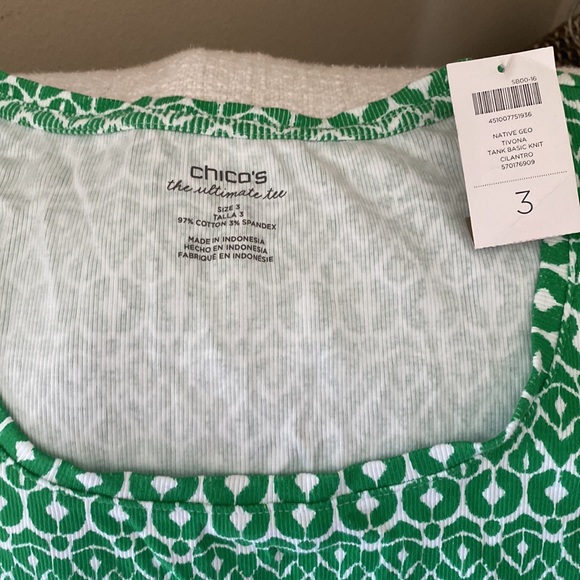 chico's
the ultimate tee
SIZE 3
TALLA 3
97% COTTON 3% SPANDEX
MADE IN INDONESIA
HECHO EN INDONESIA
FABRIQUÉ EN INDONÉSIE
SB00-16
451007751936
NATIVE GEO
TIVONA
TANK BASIC KNIT
CILANTRO
570176909
3